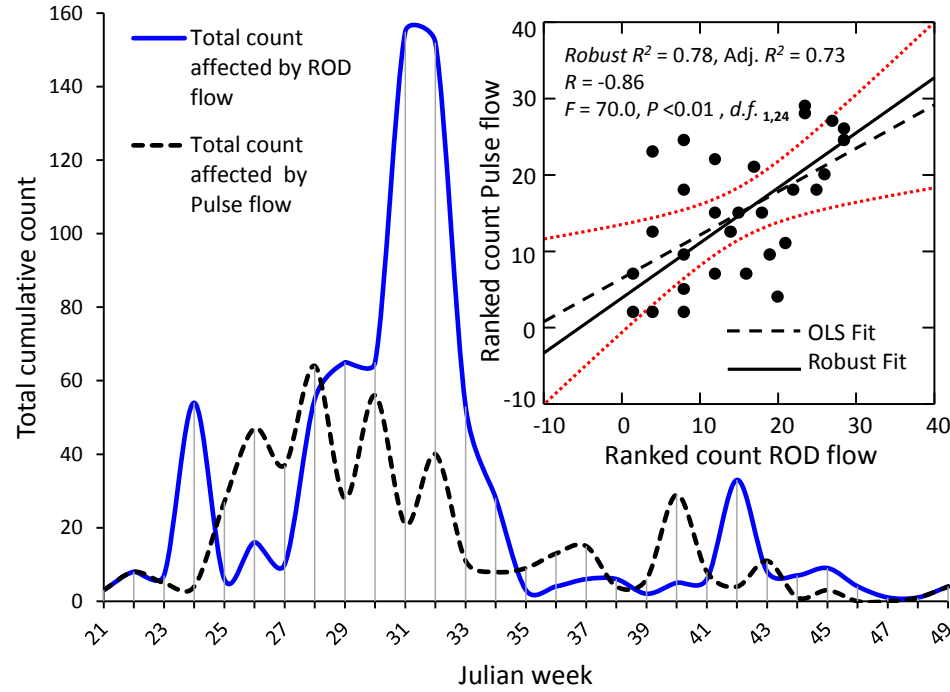 160
140
120
100
80
60
40
20
0
Total cumulative count
Total count
affected by ROD
flow
Total count
affected by
Pulse flow
21
23
25
27
29
31
33
35
37
39
41
43
45
47
49
Julian week
40
30
20
10
0
-10
Ranked count Pulse flow
Robust R² = 0.78, Adj. R² = 0.73
R = -0.86
F = 70.0, P <0.01 , d.f. 1,24
OLS Fit
Robust Fit
-10
0
10
20
30
40
Ranked count ROD flow